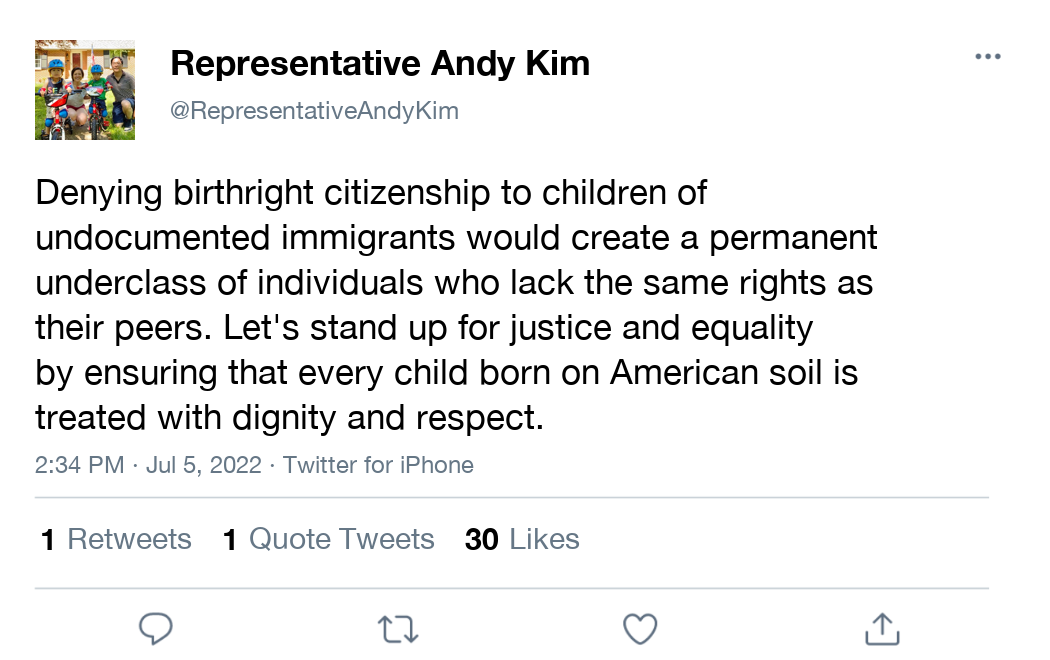 Representative Andy Kim
@RepresentativeAndyKim
Denying birthright citizenship to children of
undocumented immigrants would create a permanent
underclass of individuals who lack the same rights as
their peers. Let's stand up for justice and equality
by ensuring that every child born on American soil is
treated with dignity and respect.
2:34 PM · Jul 5, 2022 · Twitter for iPhone
1 Retweets 1 Quote Tweets 30 Likes